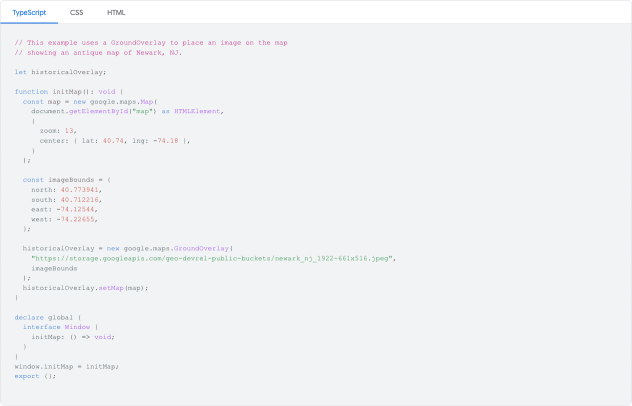 TypeScript CSS HTML
// This example uses a GroundOverlay to place an image on the map
// showing an antique map of Newark, NJ.
let historicalOverlay;
function initMap(): void {
const map = new google.maps.Map(
document.getElementById("map") as HTMLElement,
{
zoom: 13,
center: { lat: 40.74, lng: -74.18 },
}
);
const imageBounds = {
north: 40.773941,
south: 40.712216,
east: -74.12544,
west: -74.22655,
};
historicalOverlay = new google.maps.GroundOverlay(
"https://storage.googleapis.com/geo-devrel-public-buckets/newark_nj_1922-661x516.jpeg",
imageBounds
);
historicalOverlay.setMap(map);
}
declare global {
interface Window {
initMap: () => void;
}
}
window.initMap = initMap;
export {};